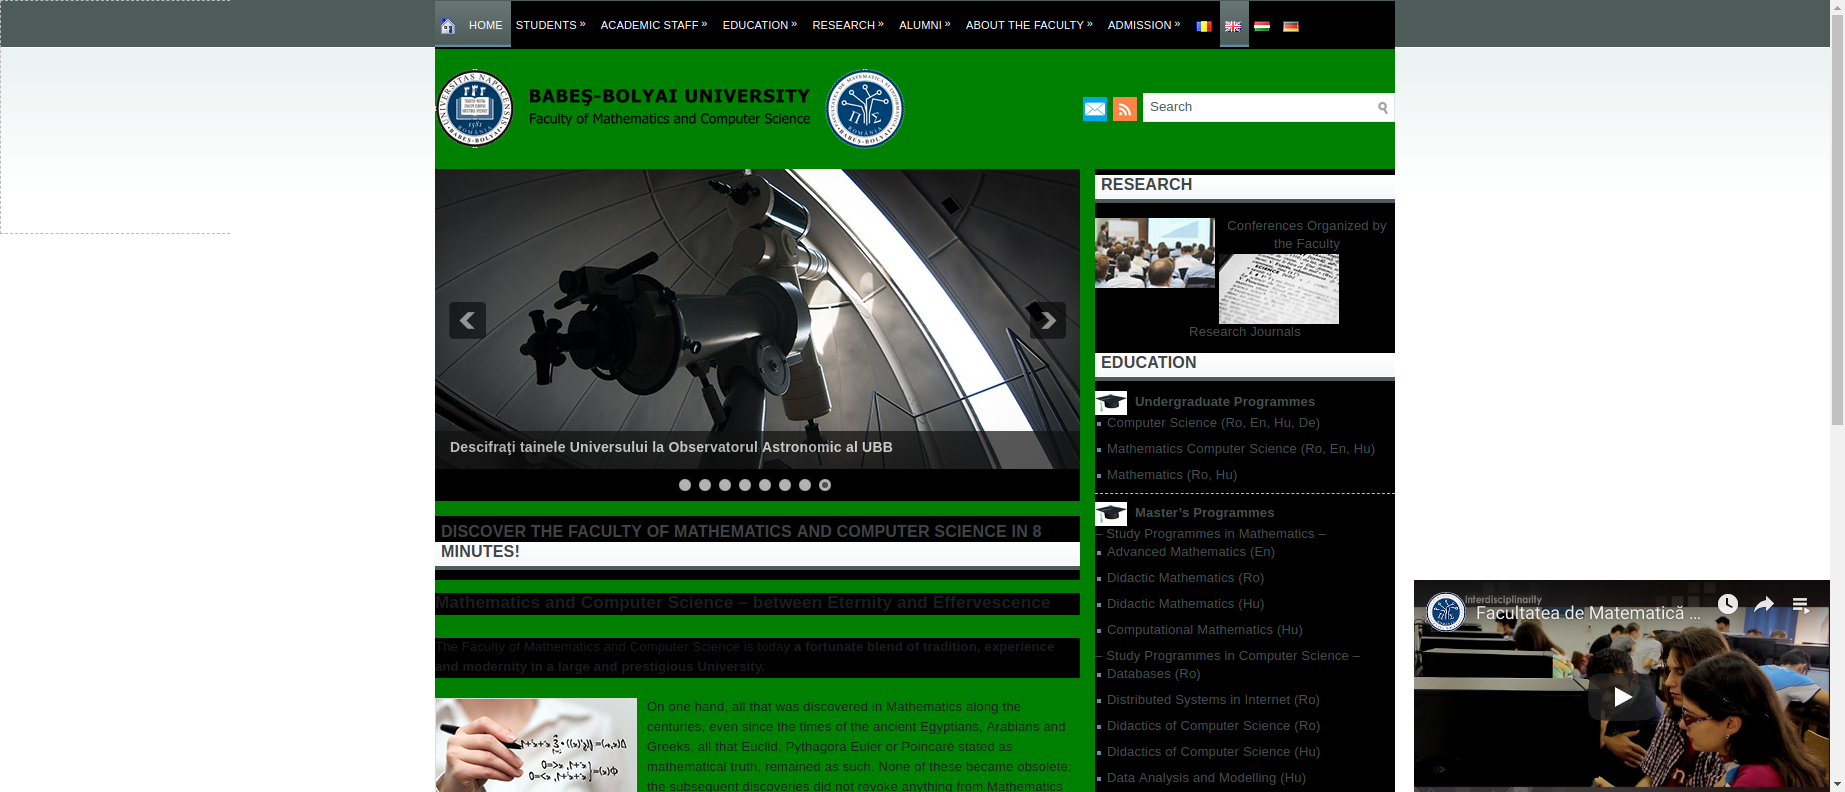 HOME STUDENTS » ACADEMIC STAFF » EDUCATION » RESEARCH » ALUMNI » ABOUT THE FACULTY » ADMISSION »
BABEŞ-BOLYAI UNIVERSITY
Faculty of Mathematics and Computer Science
Search
Descifraţi tainele Universului la Observatorul Astronomic al UBB
DISCOVER THE FACULTY OF MATHEMATICS AND COMPUTER SCIENCE IN 8
MINUTES!
Mathematics and Computer Science – between Eternity and Effervescence
The Faculty of Mathematics and Computer Science is today a fortunate blend of tradition, experience
and modernity in a large and prestigious University.
On one hand, all that was discovered in Mathematics along the
centuries, even since the times of the ancient Egyptians, Arabians and
Greeks, all that Euclid, Pythagora Euler or Poincaré stated as
mathematical truth, remained as such. None of these became obsolete;
the subsequent discoveries did not revoke anything from Mathematics
RESEARCH
Conferences Organized by
the Faculty
Research Journals
EDUCATION
Undergraduate Programmes
Computer Science (Ro, En, Hu, De)
Mathematics Computer Science (Ro, En, Hu)
Mathematics (Ro, Hu)
Master’s Programmes
– Study Programmes in Mathematics –
Advanced Mathematics (En)
Didactic Mathematics (Ro)
Didactic Mathematics (Hu)
Computational Mathematics (Hu)
– Study Programmes in Computer Science –
Databases (Ro)
Distributed Systems in Internet (Ro)
Didactics of Computer Science (Ro)
Didactics of Computer Science (Hu)
Data Analysis and Modelling (Hu)
Interdisciplinarily
Facultatea de Matematică ...